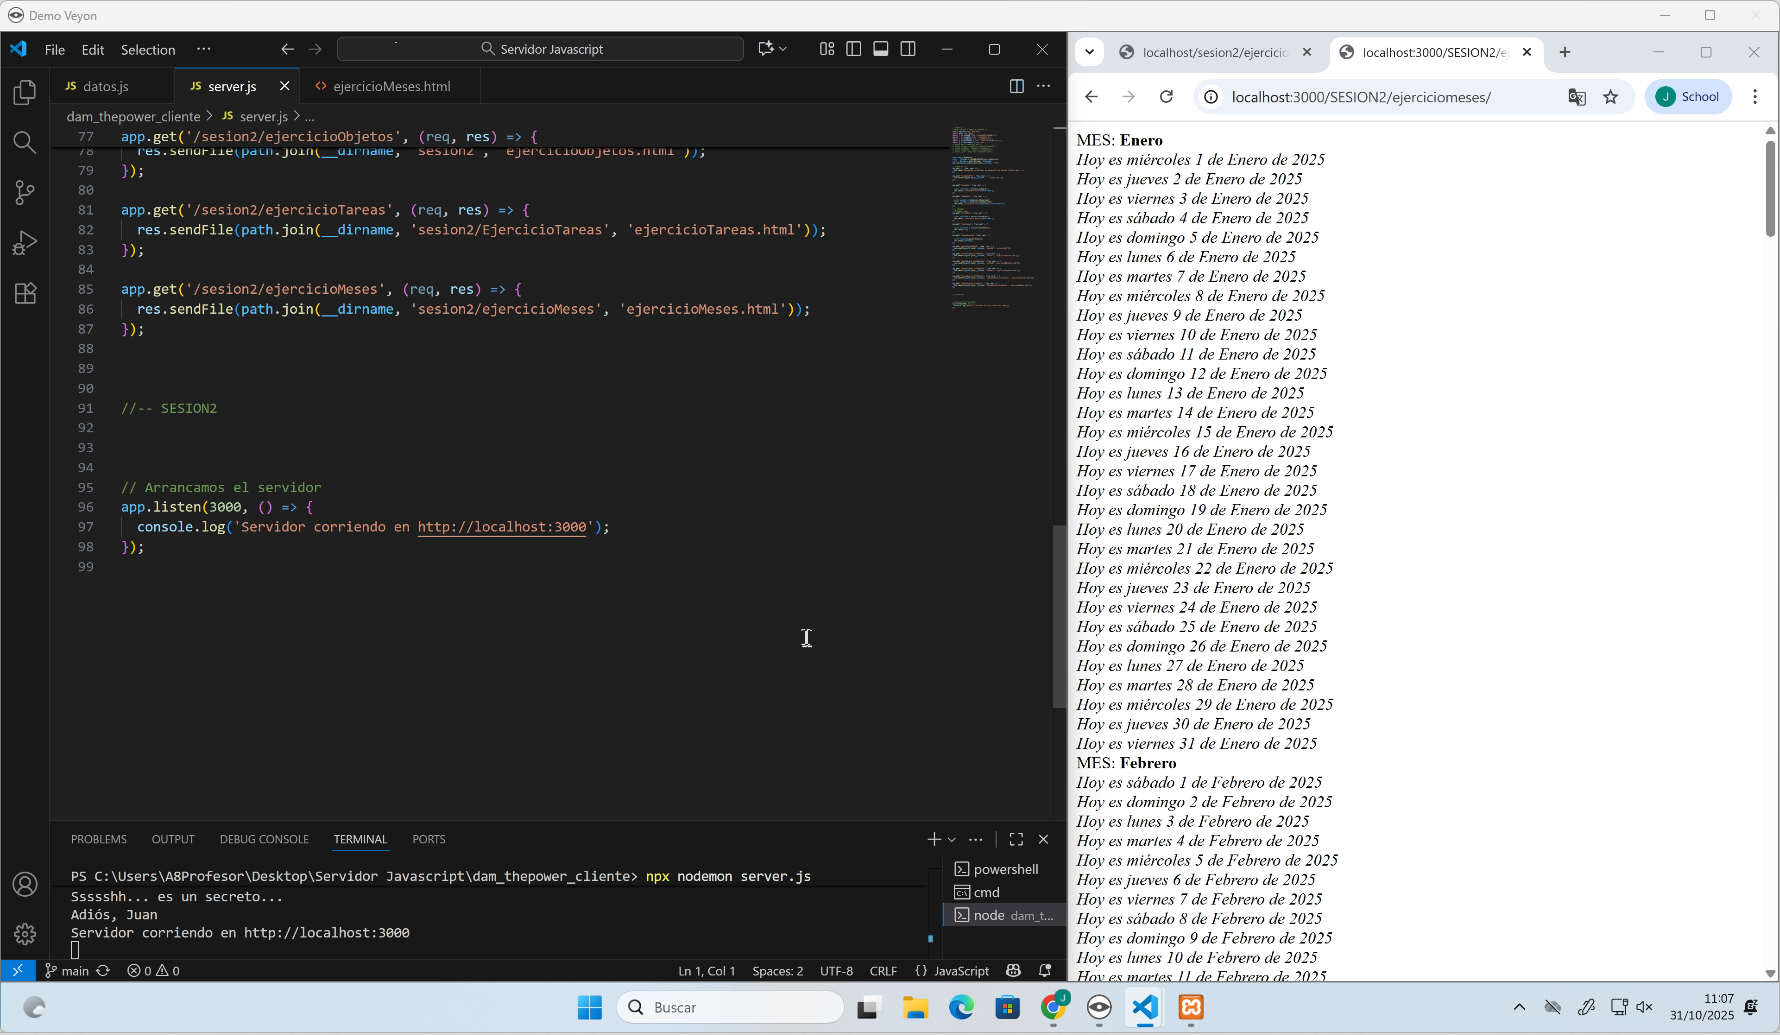 Demo Veyon
File Edit Selection ··· Servidor Javascript
JS datos.js JS server.js <> ejercicioMeses.html
dam_thepower_cliente > JS server.js > ...
77 app.get('/sesion2/ejercicioObjetos', (req, res) => {
78 res.sendFile(path.join(__dirname, 'sesion2', 'ejercicioObjetos.html'));
79 });
80
81 app.get('/sesion2/ejercicioTareas', (req, res) => {
82 res.sendFile(path.join(__dirname, 'sesion2/EjercicioTareas', 'ejercicioTareas.html'));
83 });
84
85 app.get('/sesion2/ejercicioMeses', (req, res) => {
86 res.sendFile(path.join(__dirname, 'sesion2/ejercicioMeses', 'ejercicioMeses.html'));
87 });
88
89
90
91 //-- SESION2
92
93
94
95 // Arrancamos el servidor
96 app.listen(3000, () => {
97 console.log('Servidor corriendo en http://localhost:3000');
98 });
99
PROBLEMS OUTPUT DEBUG CONSOLE TERMINAL PORTS
PS C:\Users\A8Profesor\Desktop\Servidor Javascript\dam_thepower_cliente> npx nodemon server.js
Ssssshh... es un secreto...
Adiós, Juan
Servidor corriendo en http://localhost:3000
powershell
cmd
node dam_t...
main 0 0 Ln 1, Col 1 Spaces: 2 UTF-8 CRLF {} JavaScript
localhost/sesion2/ejercicio localhost:3000/SESION2/ej
localhost:3000/SESION2/ejerciciomeses/ J School
MES: Enero
Hoy es miércoles 1 de Enero de 2025
Hoy es jueves 2 de Enero de 2025
Hoy es viernes 3 de Enero de 2025
Hoy es sábado 4 de Enero de 2025
Hoy es domingo 5 de Enero de 2025
Hoy es lunes 6 de Enero de 2025
Hoy es martes 7 de Enero de 2025
Hoy es miércoles 8 de Enero de 2025
Hoy es jueves 9 de Enero de 2025
Hoy es viernes 10 de Enero de 2025
Hoy es sábado 11 de Enero de 2025
Hoy es domingo 12 de Enero de 2025
Hoy es lunes 13 de Enero de 2025
Hoy es martes 14 de Enero de 2025
Hoy es miércoles 15 de Enero de 2025
Hoy es jueves 16 de Enero de 2025
Hoy es viernes 17 de Enero de 2025
Hoy es sábado 18 de Enero de 2025
Hoy es domingo 19 de Enero de 2025
Hoy es lunes 20 de Enero de 2025
Hoy es martes 21 de Enero de 2025
Hoy es miércoles 22 de Enero de 2025
Hoy es jueves 23 de Enero de 2025
Hoy es viernes 24 de Enero de 2025
Hoy es sábado 25 de Enero de 2025
Hoy es domingo 26 de Enero de 2025
Hoy es lunes 27 de Enero de 2025
Hoy es martes 28 de Enero de 2025
Hoy es miércoles 29 de Enero de 2025
Hoy es jueves 30 de Enero de 2025
Hoy es viernes 31 de Enero de 2025
MES: Febrero
Hoy es sábado 1 de Febrero de 2025
Hoy es domingo 2 de Febrero de 2025
Hoy es lunes 3 de Febrero de 2025
Hoy es martes 4 de Febrero de 2025
Hoy es miércoles 5 de Febrero de 2025
Hoy es jueves 6 de Febrero de 2025
Hoy es viernes 7 de Febrero de 2025
Hoy es sábado 8 de Febrero de 2025
Hoy es domingo 9 de Febrero de 2025
Hoy es lunes 10 de Febrero de 2025
Hoy es martes 11 de Febrero de 2025
Buscar
11:07
31/10/2025